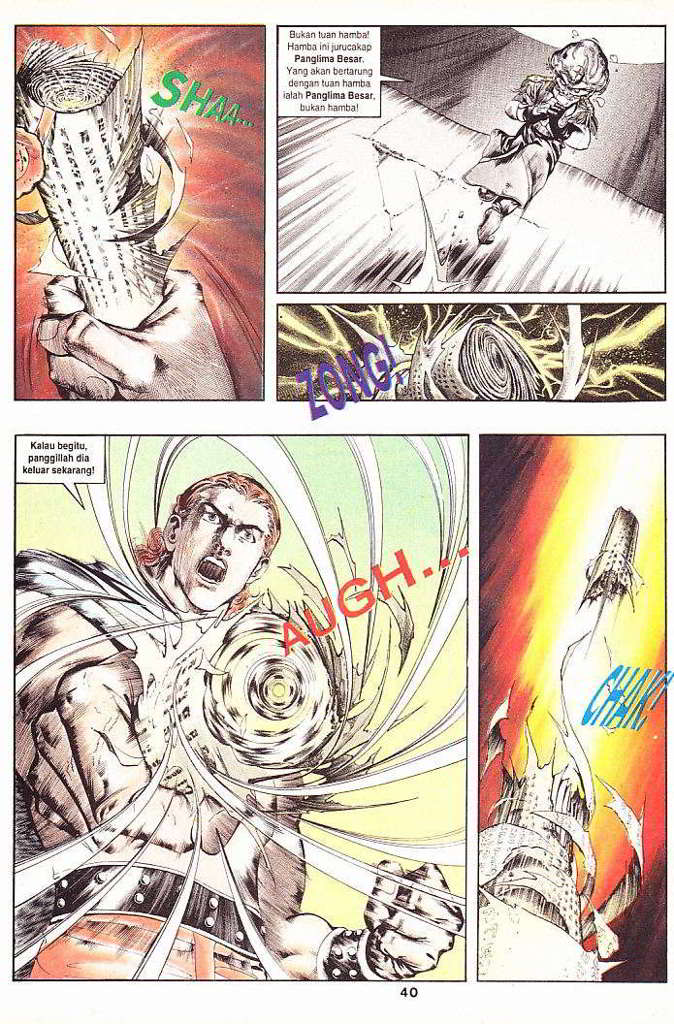 SHAA...
Bukan tuan hamba!
Hamba ini jurucakap
Panglima Besar.
Yang akan bertarung
dengan tuan hamba
ialah Panglima Besar,
bukan hamba!
ZONG!
Kalau begitu,
panggillah dia
keluar sekarang!
AUGH...
CHAK!
40